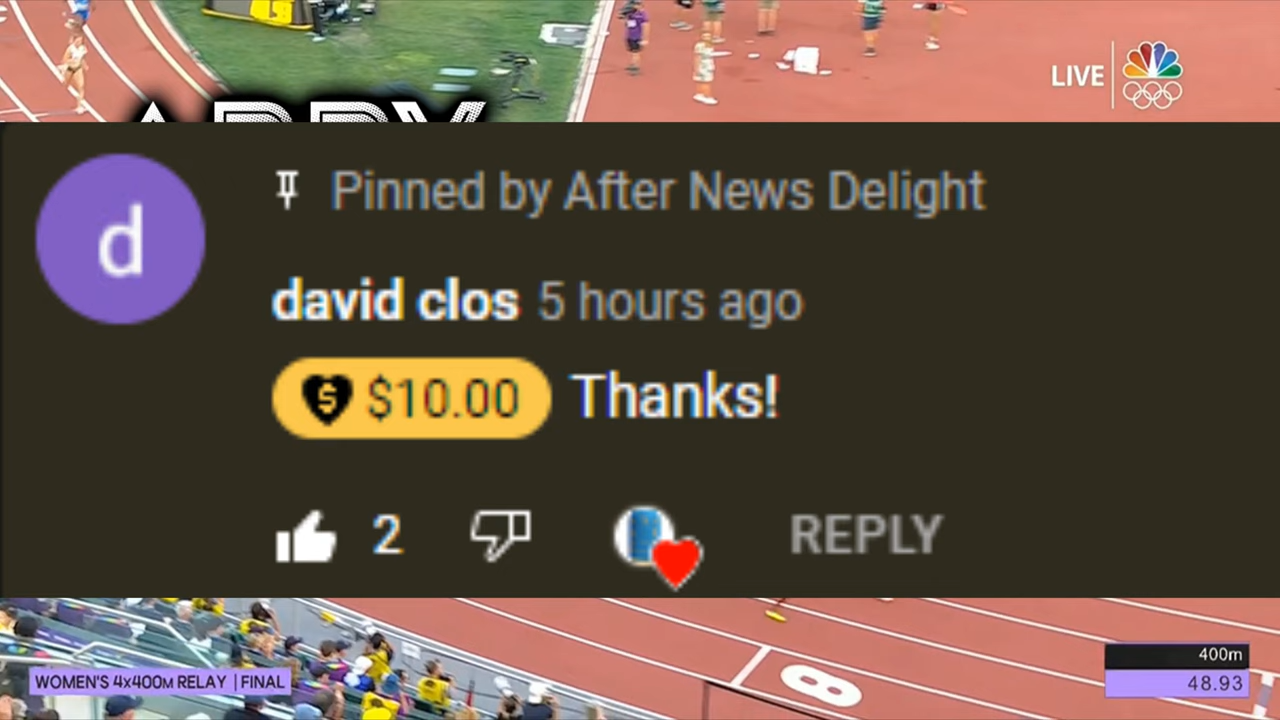 LIVE
Pinned by After News Delight
d
david clos 5 hours ago
$10.00 Thanks!
2
REPLY
WOMEN'S 4x400M RELAY | FINAL
8
400m
48.93